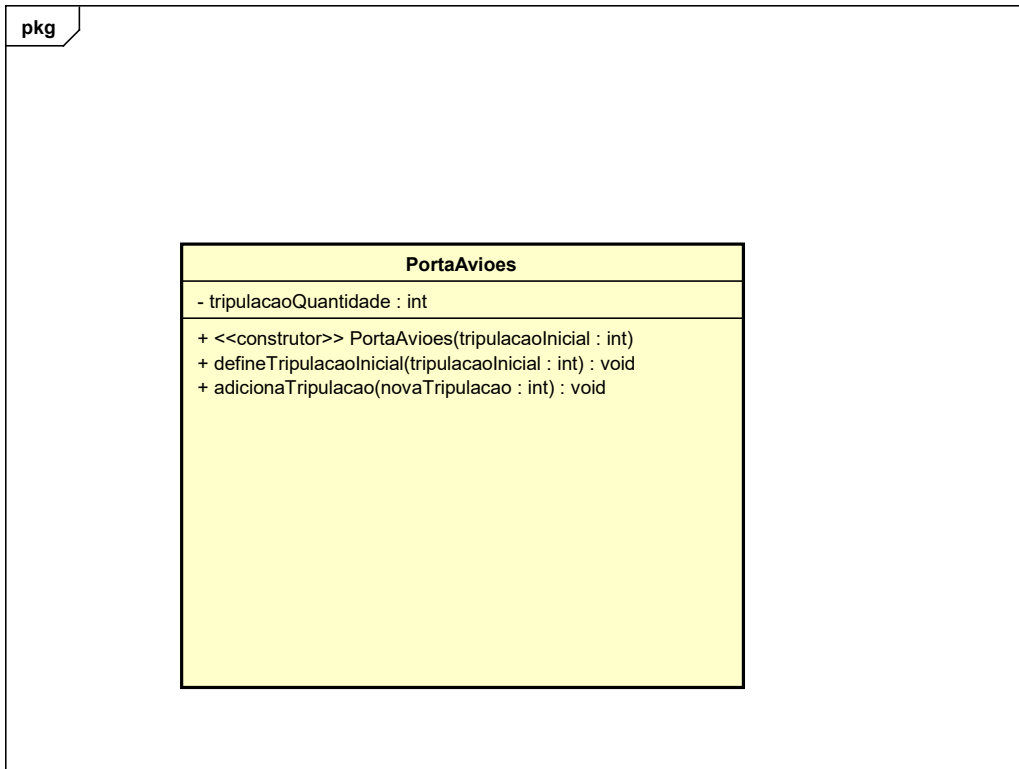 pkg
PortaAvioes
- tripulacaoQuantidade : int
+ <<construtor>> PortaAvioes(tripulacaoInicial : int)
+ defineTripulacaoInicial(tripulacaoInicial : int) : void
+ adicionaTripulacao(novaTripulacao : int) : void